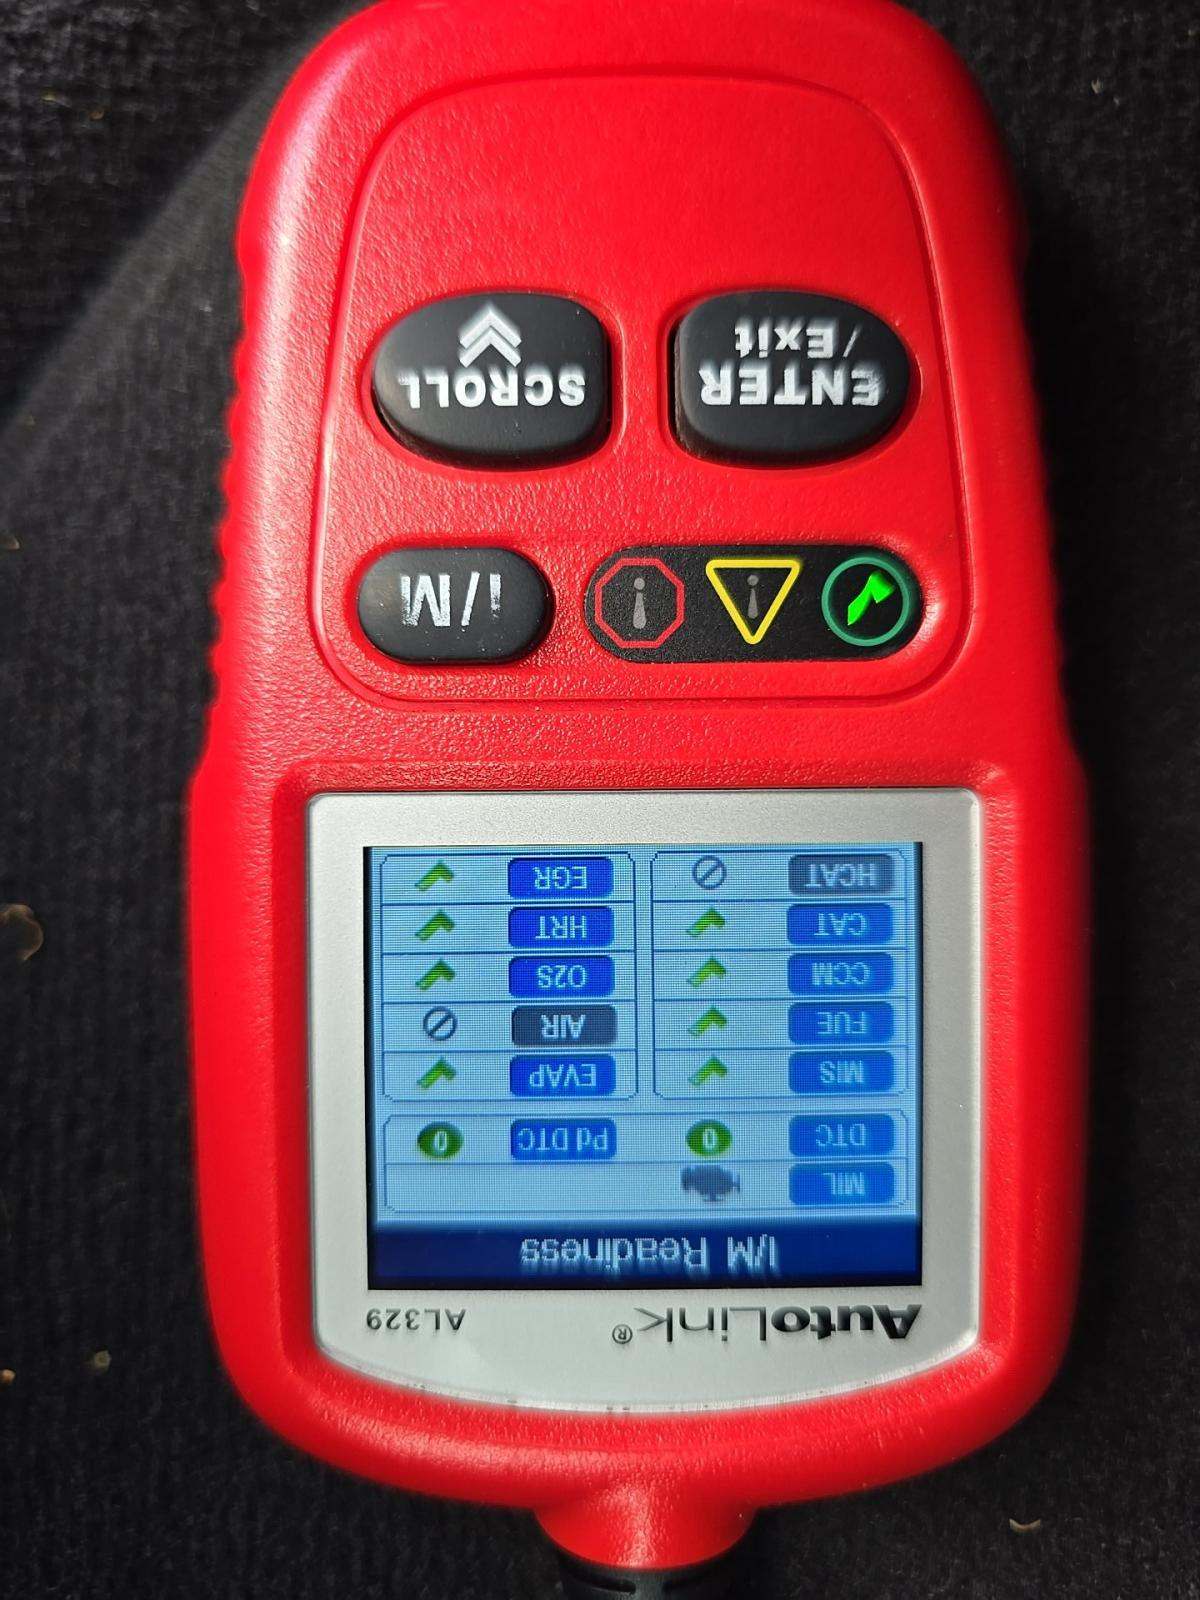 AutoLink® AL329
I/M Readiness
MIL
DTC 0 Pd DTC 0
MIS EVAP
FUE AIR
CCM O2S
CAT HRT
HCAT EGR
I/M
ENTER SCROLL
/Exit